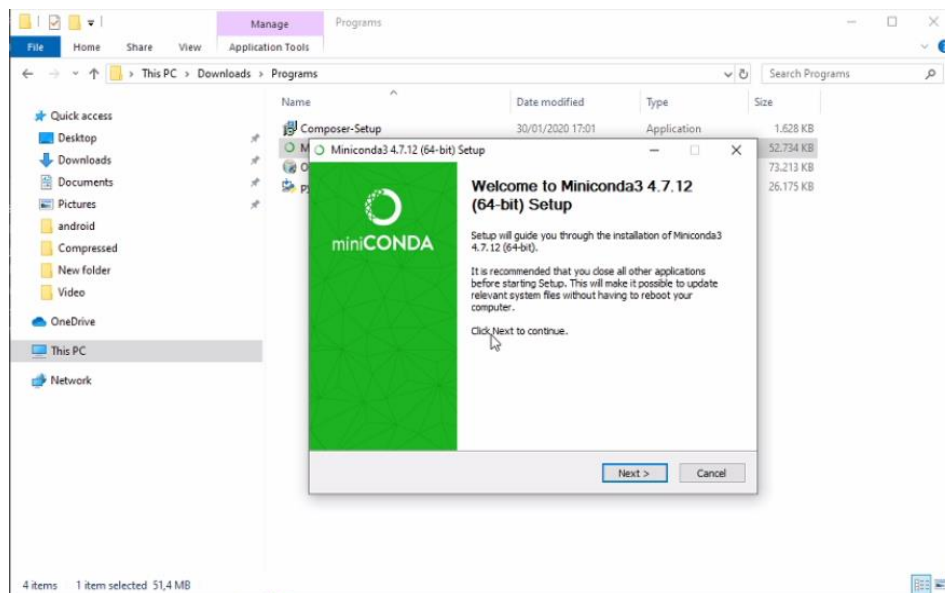 Manage
Programs
File Home Share View Application Tools
This PC > Downloads > Programs
Search Programs
Name Date modified Type Size
Quick access
Desktop
Downloads
Documents
Pictures
android
Compressed
New folder
Video
OneDrive
This PC
Network
Composer-Setup 30/01/2020 17:01 Application 1.628 KB
52.734 KB
73.213 KB
26.175 KB
Miniconda3 4.7.12 (64-bit) Setup
miniCONDA
Welcome to Miniconda3 4.7.12
(64-bit) Setup
Setup will guide you through the installation of Miniconda3
4.7.12 (64-bit).
It is recommended that you close all other applications
before starting Setup. This will make it possible to update
relevant system files without having to reboot your
computer.
Click Next to continue.
Next > Cancel
4 items 1 item selected 51,4 MB